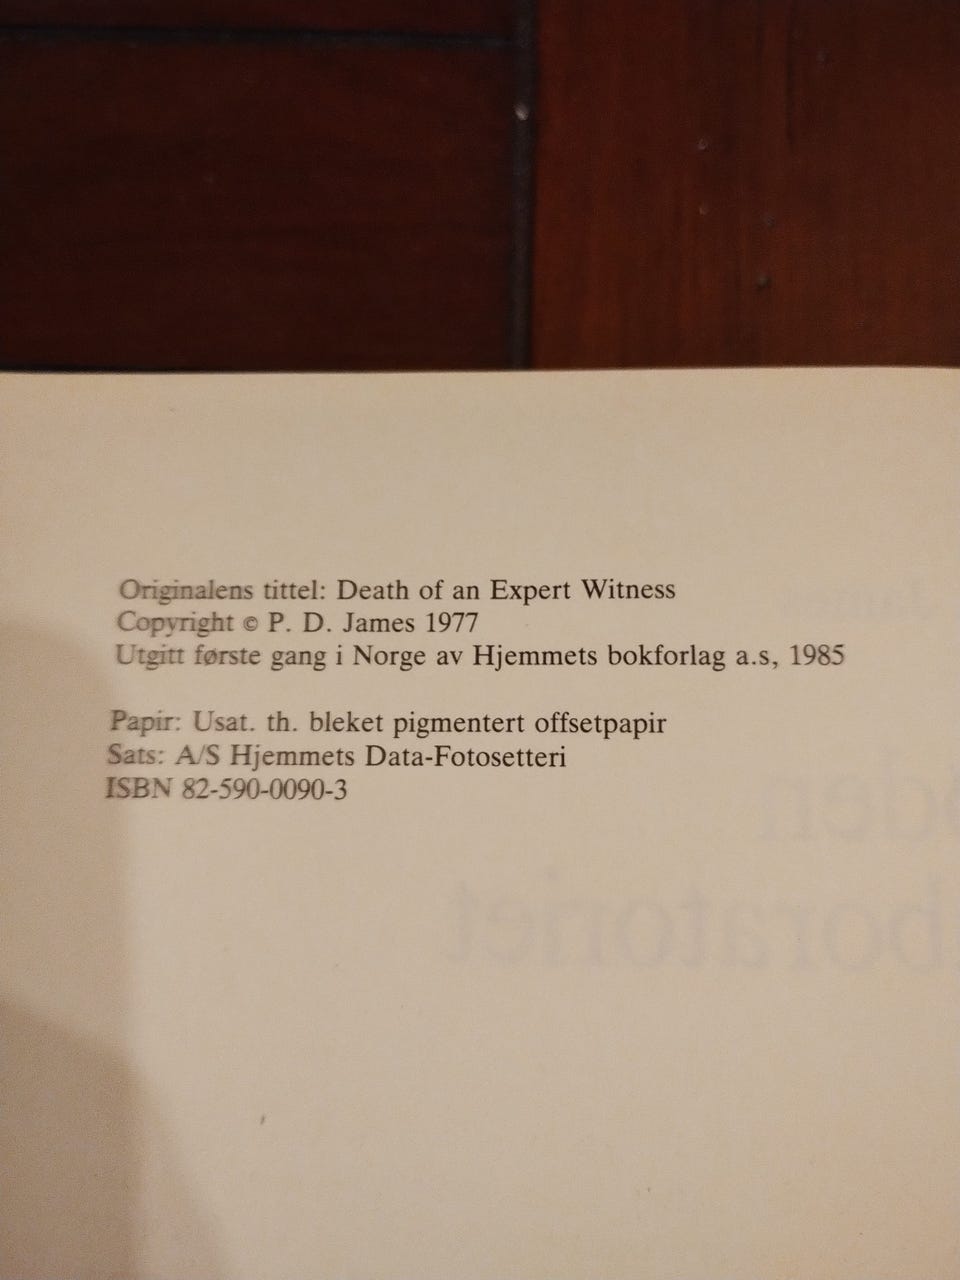 Originalens tittel: Death of an Expert Witness
Copyright © P. D. James 1977
Utgitt første gang i Norge av Hjemmets bokforlag a.s, 1985
Papir: Usat. th. bleket pigmentert offsetpapir
Sats: A/S Hjemmets Data-Fotosetteri
ISBN 82-590-0090-3